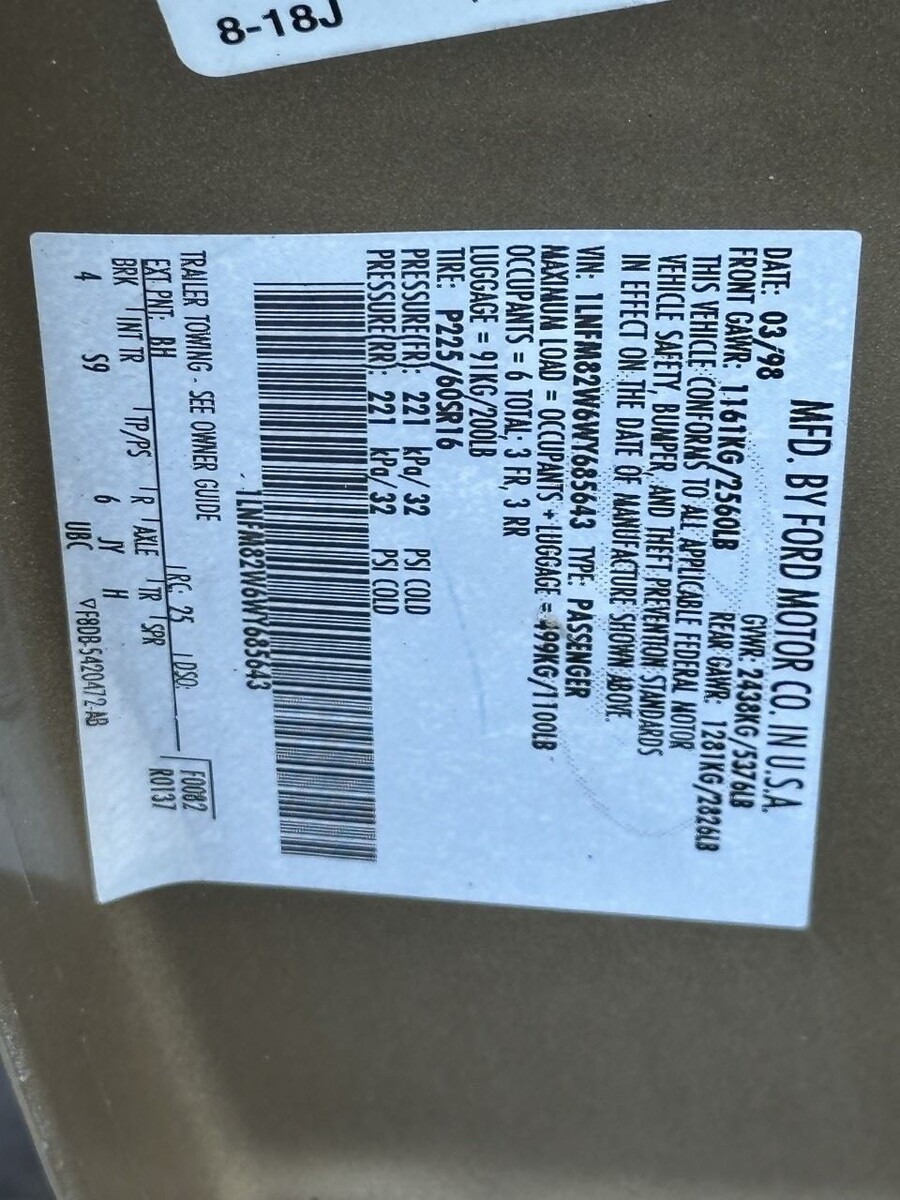 8-18J
MFD. BY FORD MOTOR CO. IN U.S.A.
DATE: 03/98 GVWR: 2438KG/5376LB
FRONT GAWR: 1161KG/2560LB REAR GAWR: 1281KG/2826LB
THIS VEHICLE CONFORMS TO ALL APPLICABLE FEDERAL MOTOR
VEHICLE SAFETY, BUMPER, AND THEFT PREVENTION STANDARDS
IN EFFECT ON THE DATE OF MANUFACTURE SHOWN ABOVE.
VIN: 1LNFM82W6WY685643 TYPE: PASSENGER
MAXIMUM LOAD = OCCUPANTS + LUGGAGE = 499KG/1100LB
OCCUPANTS = 6 TOTAL; 3 FR, 3 RR
LUGGAGE = 91KG/200LB
TIRE: P225/60SR16
PRESSURE(FR): 221 kPa/32 PSI COLD
PRESSURE(RR): 221 kPa/32 PSI COLD
1LNFM82W6WY685643
TRAILER TOWING - SEE OWNER GUIDE
F0082
EXT PNT: BH RC: 25 DSO:
R0137
BRK INT TR TP/PS R AXLE TR SPR
4 S9 6 JY H
UBC ▽F8DB-5420472-AB